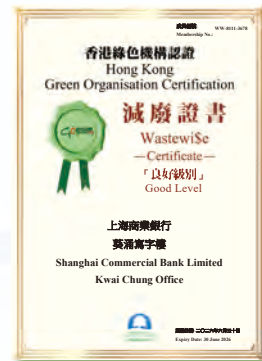 WW-8011-3678
Membership No.:
香港綠色機構認證
Hong Kong
Green Organisation Certification
減廢證書
Wastewi$e
—Certificate—
「良好級別」
Good Level
上海商業銀行
葵涌寫字樓
Shanghai Commercial Bank Limited
Kwai Chung Office
Expiry Date: 30 June 2026